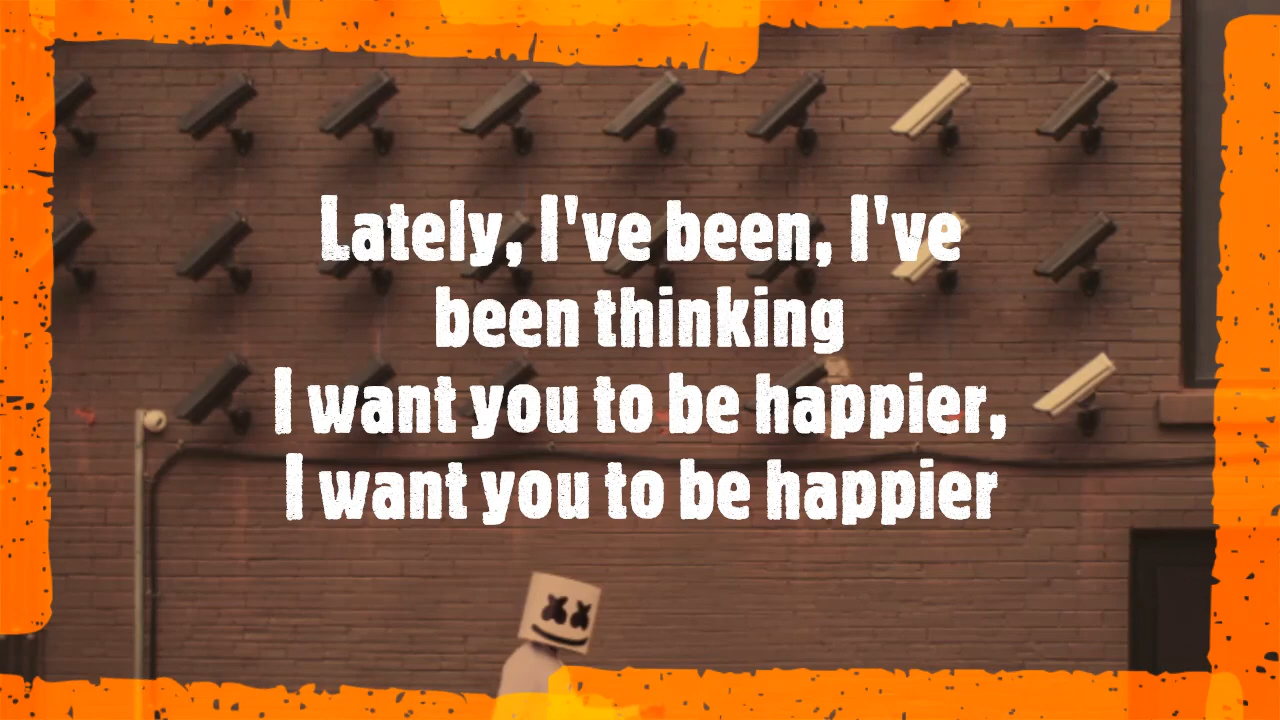 Lately, I've been, I've
been thinking
I want you to be happier,
I want you to be happier